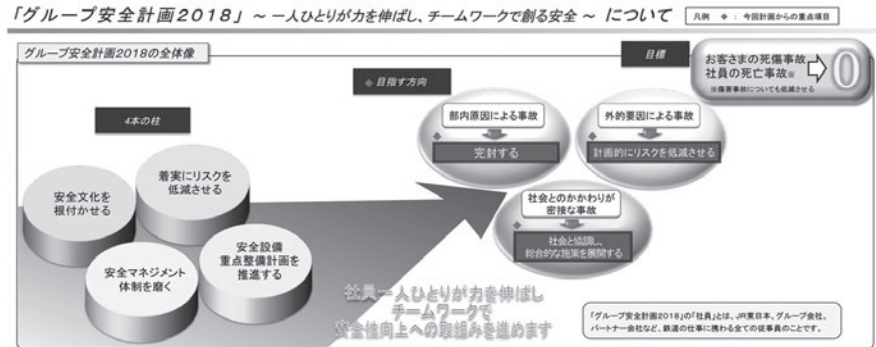 「グループ安全計画2018」 ～ 一人ひとりが力を伸ばし、チームワークで創る安全 ～ について
凡例　◆ ： 今回計画からの重点項目
グループ安全計画2018の全体像
目標
お客さまの死傷事故
社員の死亡事故※
※傷害事故についても低減させる
0
◆ 目指す方向
4本の柱
部内原因による事故
◆
完封する
外的要因による事故
◆
計画的にリスクを低減させる
社会とのかかわりが
密接な事故
◆
社会と協調し、
総合的な施策を展開する
着実にリスクを
低減させる
安全文化を
根付かせる
安全設備
重点整備計画を
推進する
安全マネジメント
体制を磨く
社員一人ひとりが力を伸ばし
チームワークで
安全性向上への取組みを進めます
「グループ安全計画2018」の「社員」とは、JR東日本、グループ会社、
パートナー会社など、鉄道の仕事に携わる全ての従事員のことです。